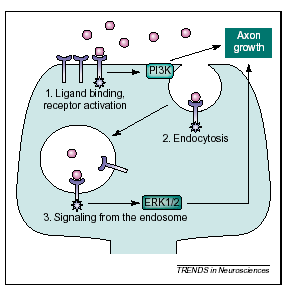 Axon
growth
PI3K
1. Ligand binding,
receptor activation
2. Endocytosis
ERK1/2
3. Signaling from the endosome
TRENDS in Neurosciences